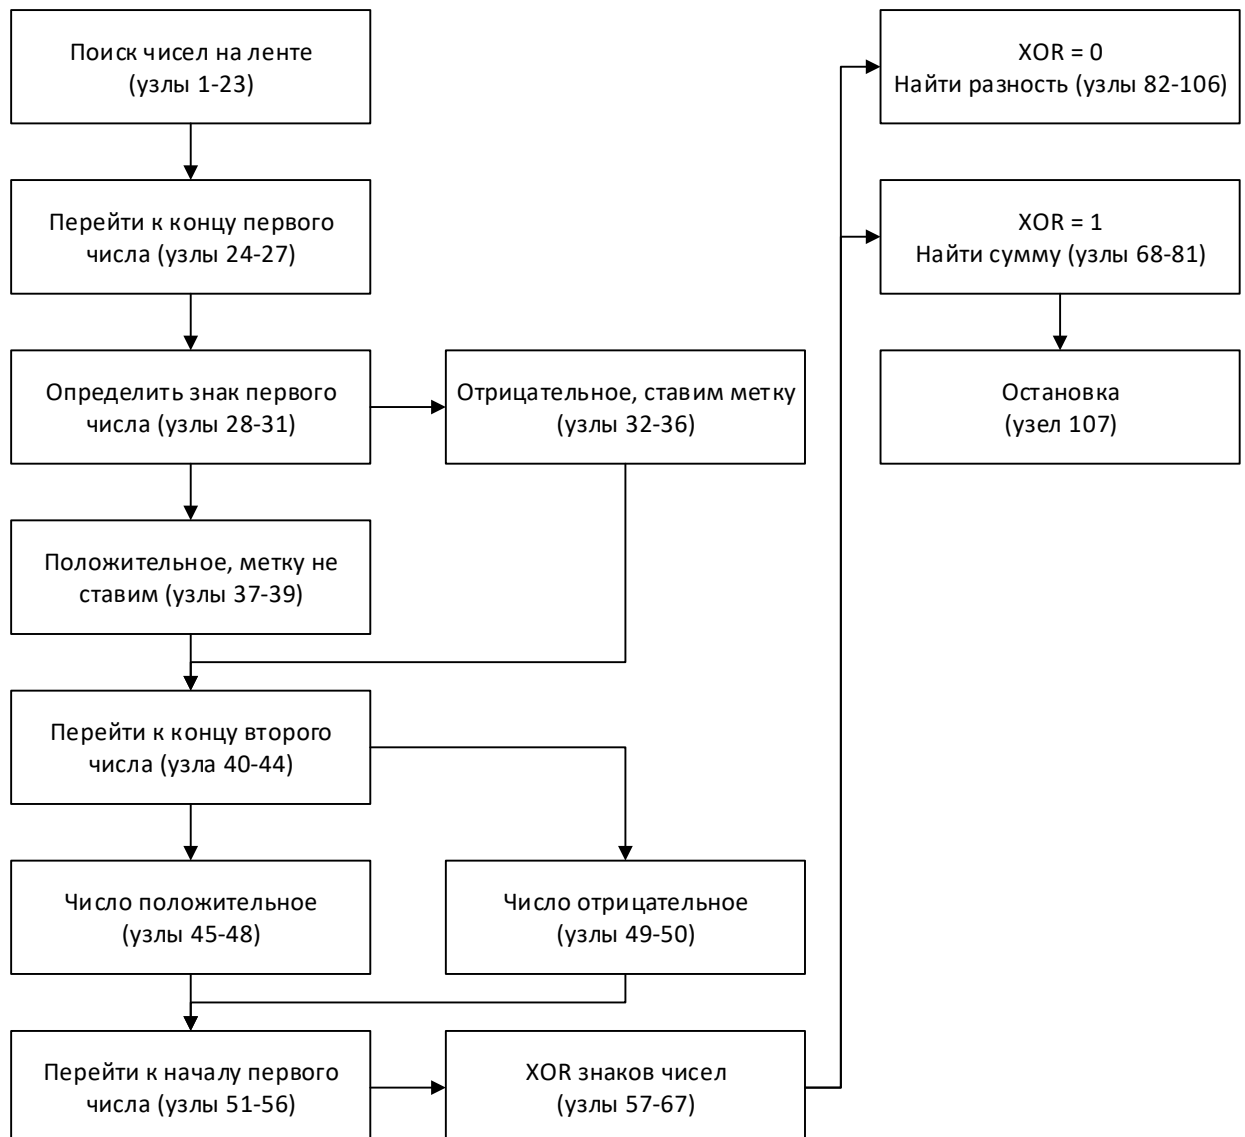 Поиск чисел на ленте
(узлы 1-23)
Перейти к концу первого
числа (узлы 24-27)
Определить знак первого
числа (узлы 28-31)
Отрицательное, ставим метку
(узлы 32-36)
Положительное, метку не
ставим (узлы 37-39)
Перейти к концу второго
числа (узла 40-44)
Число положительное
(узлы 45-48)
Число отрицательное
(узлы 49-50)
Перейти к началу первого
числа (узлы 51-56)
XOR знаков чисел
(узлы 57-67)
XOR = 0
Найти разность (узлы 82-106)
XOR = 1
Найти сумму (узлы 68-81)
Остановка
(узел 107)